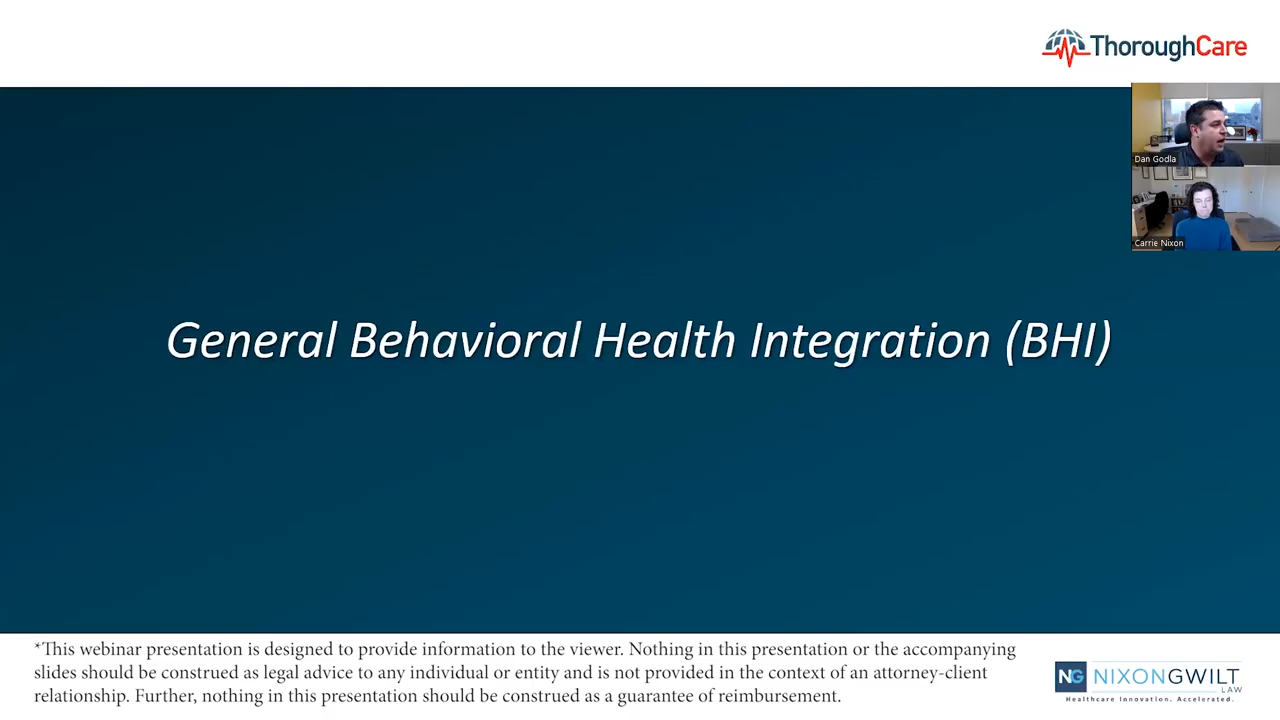 ThoroughCare
Dan Godla
Carrie Nixon
General Behavioral Health Integration (BHI)
*This webinar presentation is designed to provide information to the viewer. Nothing in this presentation or the accompanying
slides should be construed as legal advice to any individual or entity and is not provided in the context of an attorney-client
relationship. Further, nothing in this presentation should be construed as a guarantee of reimbursement.
NG NIXONGWILT
LAW
Healthcare Innovation. Accelerated.